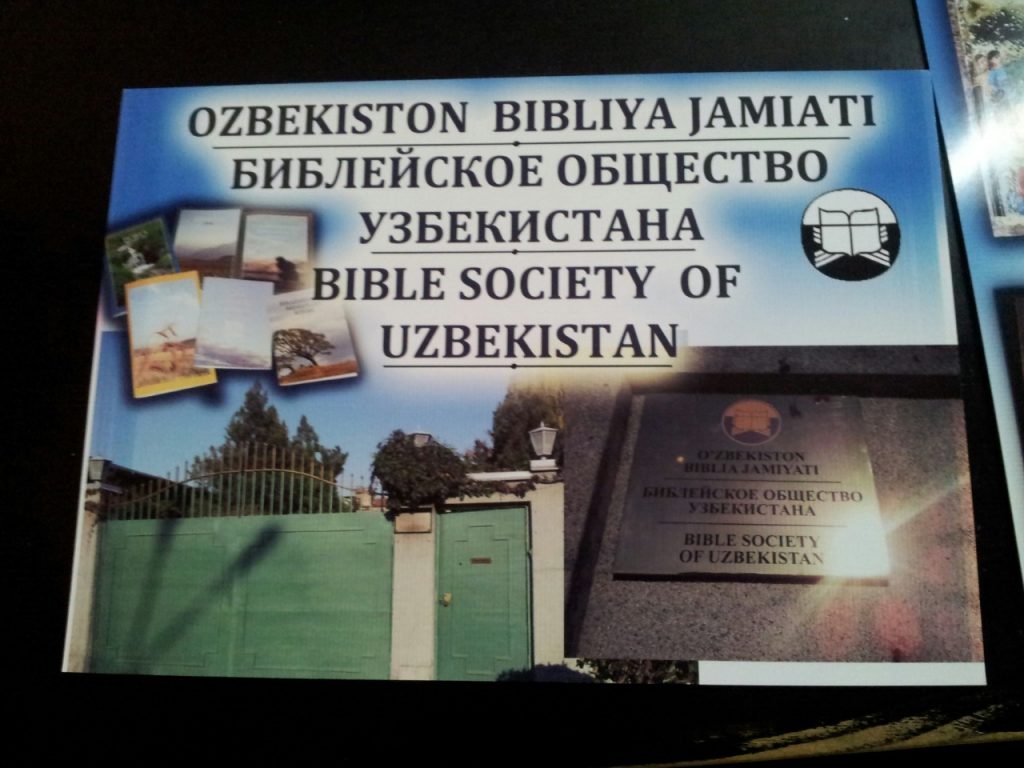 OZBEKISTON BIBLIYA JAMIATI
БИБЛЕЙСКОЕ ОБЩЕСТВО
УЗБЕКИСТАНА
BIBLE SOCIETY OF
UZBEKISTAN
O'ZBEKISTON
BIBLIA JAMIYATI
БИБЛЕЙСКОЕ ОБЩЕСТВО
УЗБЕКИСТАНА
BIBLE SOCIETY
OF UZBEKISTAN